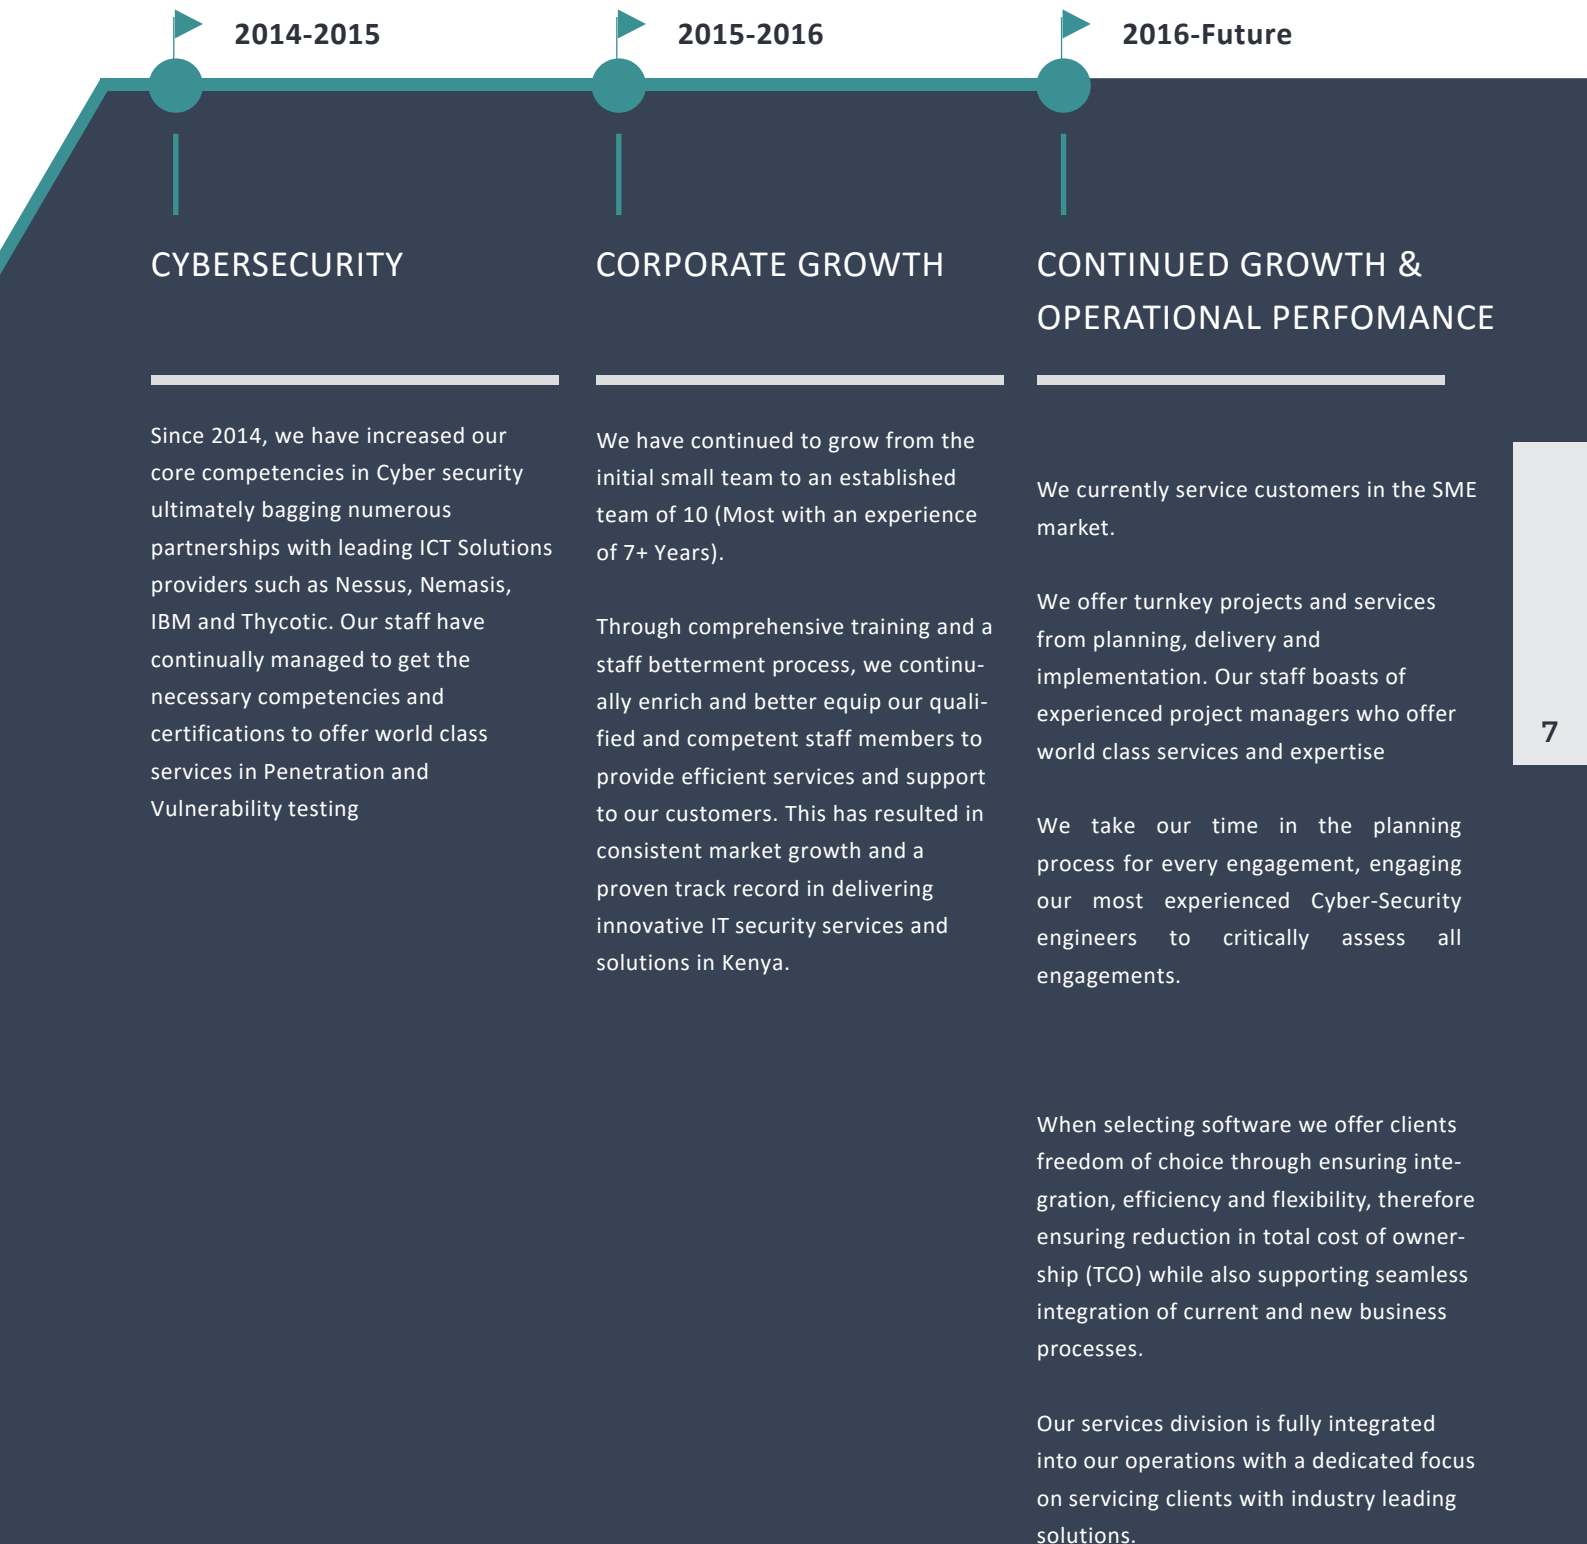 2014-2015
2015-2016
2016-Future
CYBERSECURITY
Since 2014, we have increased our
core competencies in Cyber security
ultimately bagging numerous
partnerships with leading ICT Solutions
providers such as Nessus, Nemasis,
IBM and Thycotic. Our staff have
continually managed to get the
necessary competencies and
certifications to offer world class
services in Penetration and
Vulnerability testing
CORPORATE GROWTH
We have continued to grow from the
initial small team to an established
team of 10 (Most with an experience
of 7+ Years).
Through comprehensive training and a
staff betterment process, we continu-
ally enrich and better equip our quali-
fied and competent staff members to
provide efficient services and support
to our customers. This has resulted in
consistent market growth and a
proven track record in delivering
innovative IT security services and
solutions in Kenya.
CONTINUED GROWTH &
OPERATIONAL PERFOMANCE
We currently service customers in the SME
market.
We offer turnkey projects and services
from planning, delivery and
implementation. Our staff boasts of
experienced project managers who offer
world class services and expertise
We take our time in the planning
process for every engagement, engaging
our most experienced Cyber-Security
engineers to critically assess all
engagements.
When selecting software we offer clients
freedom of choice through ensuring inte-
gration, efficiency and flexibility, therefore
ensuring reduction in total cost of owner-
ship (TCO) while also supporting seamless
integration of current and new business
processes.
Our services division is fully integrated
into our operations with a dedicated focus
on servicing clients with industry leading
solutions.
7